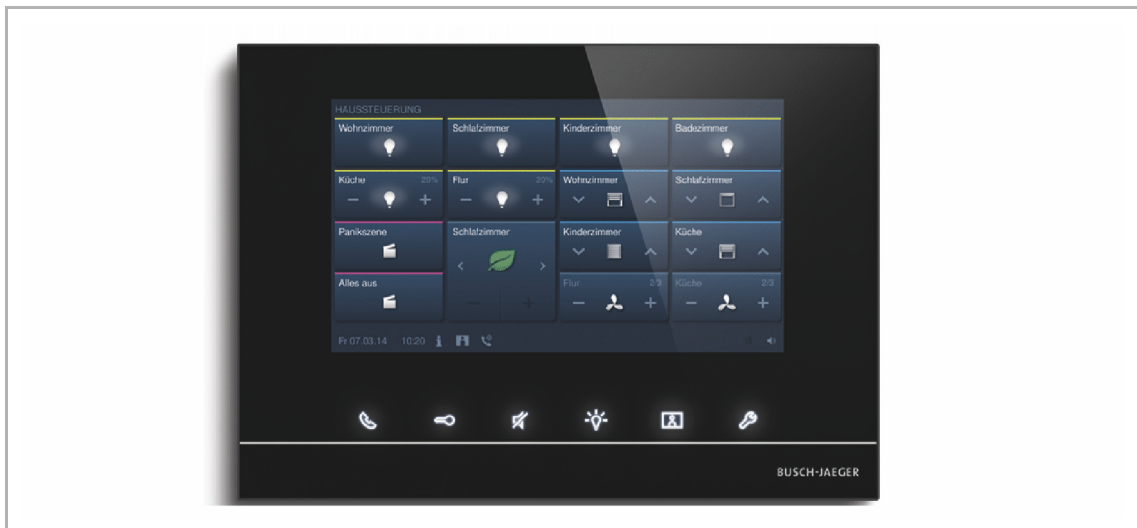 HAUSSTEUERUNG
Wohnzimmer Schlafzimmer Kinderzimmer Badezimmer
Küche 20% Flur 20% Wohnzimmer Schlafzimmer
Panikszene Schlafzimmer Kinderzimmer Küche
Alles aus Flur 2/3 Küche 2/3
Fr 07.03.14 10:20
BUSCH-JAEGER